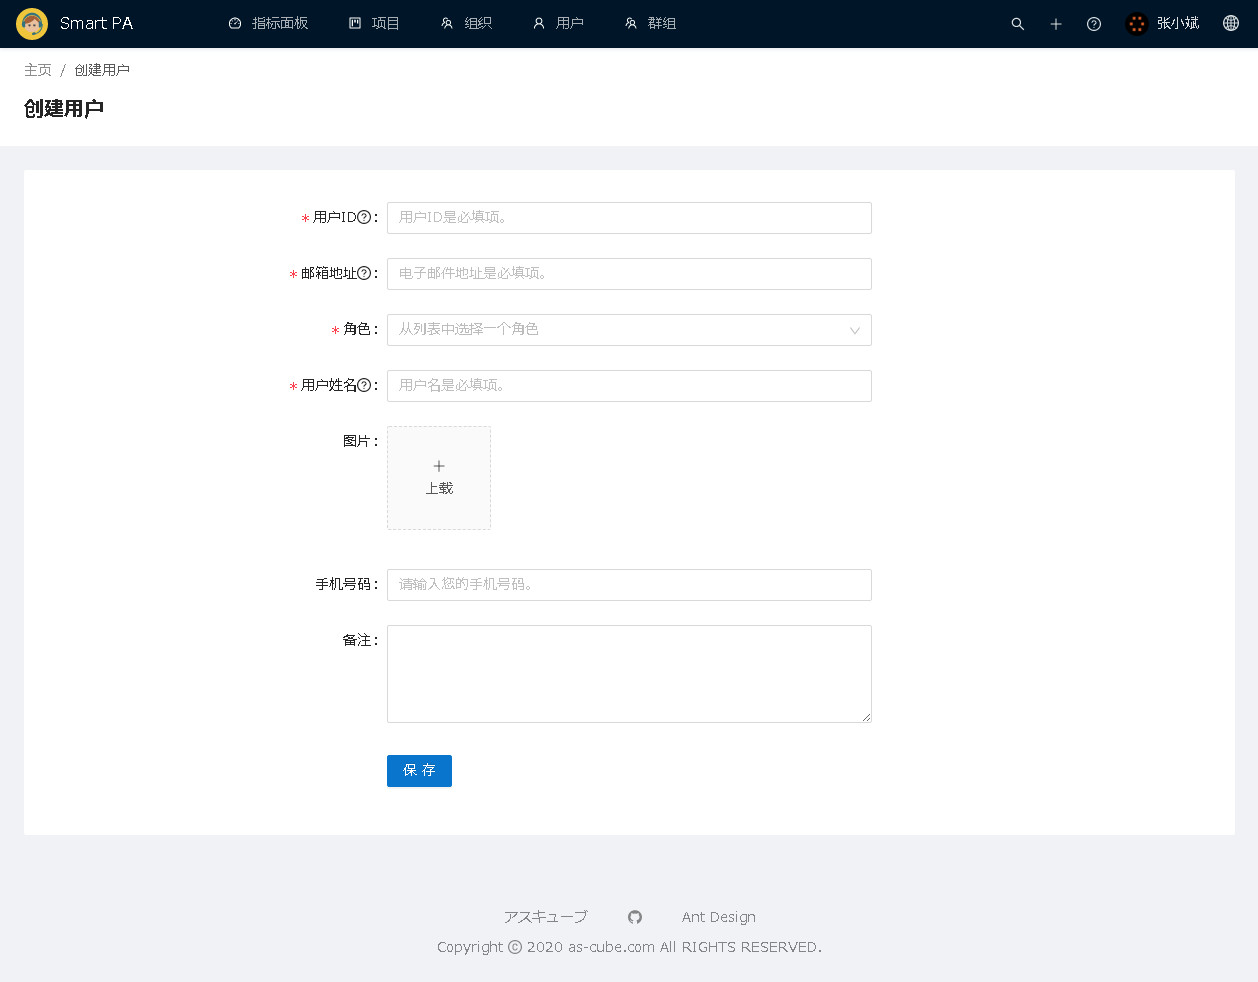 Smart PA 指标面板 项目 组织 用户 群组 张小斌
主页 / 创建用户
创建用户
* 用户ID : 用户ID是必填项。
* 邮箱地址 : 电子邮件地址是必填项。
* 角色 : 从列表中选择一个角色
* 用户姓名 : 用户名是必填项。
图片 :
上载
手机号码 : 请输入您的手机号码。
备注 :
保 存
アスキューブ Ant Design
Copyright © 2020 as-cube.com All RIGHTS RESERVED.